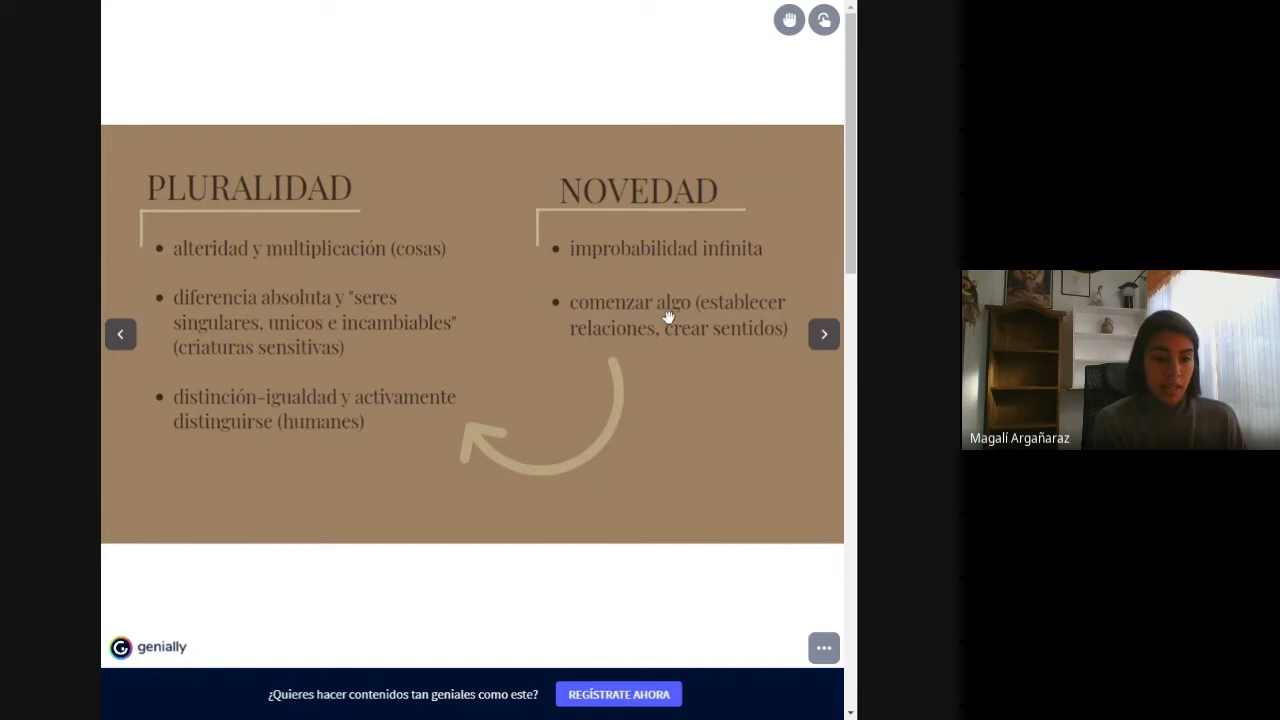 PLURALIDAD
alteridad y multiplicación (cosas)
diferencia absoluta y "seres
singulares, unicos e incambiables"
(criaturas sensitivas)
distinción-igualdad y activamente
distinguirse (humanes)
NOVEDAD
improbabilidad infinita
comenzar algo (establecer
relaciones, crear sentidos)
Magalí Argañaraz
genially
¿Quieres hacer contenidos tan geniales como este?
REGÍSTRATE AHORA